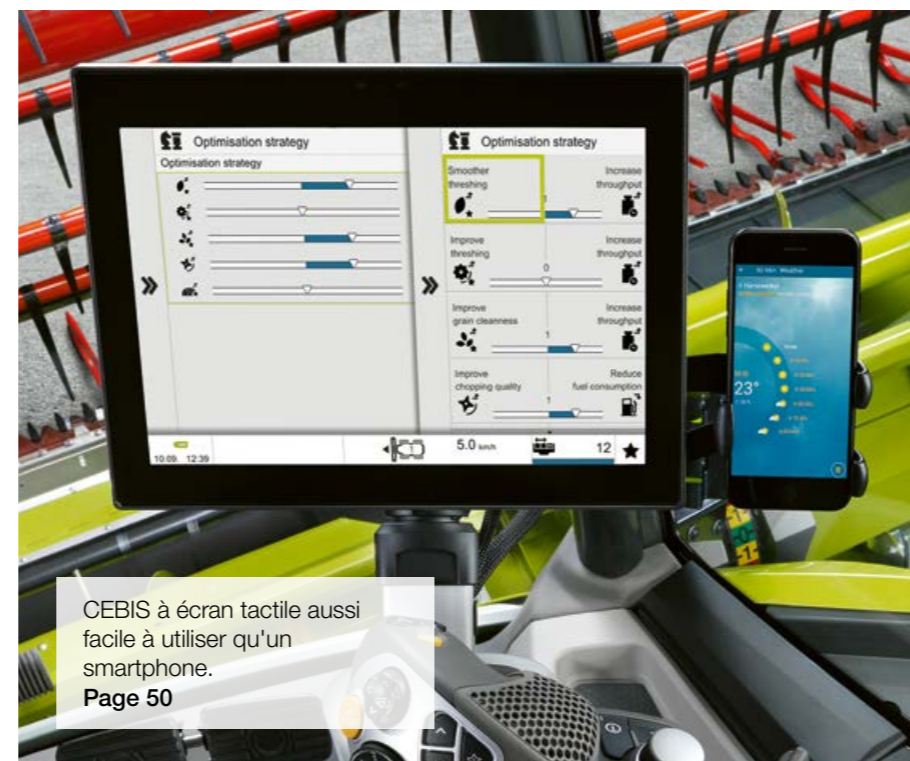 Optimisation strategy
Optimisation strategy
10.09. 12:39
Optimisation strategy
Smoother
threshing
Increase
throughput
Improve
threshing
Increase
throughput
0
Improve
grain cleanness
Increase
throughput
1
Improve
chopping quality
Reduce
fuel consumption
1
1
5.0 km/h
12
Weather
23°
CEBIS à écran tactile aussi
facile à utiliser qu'un
smartphone.
Page 50